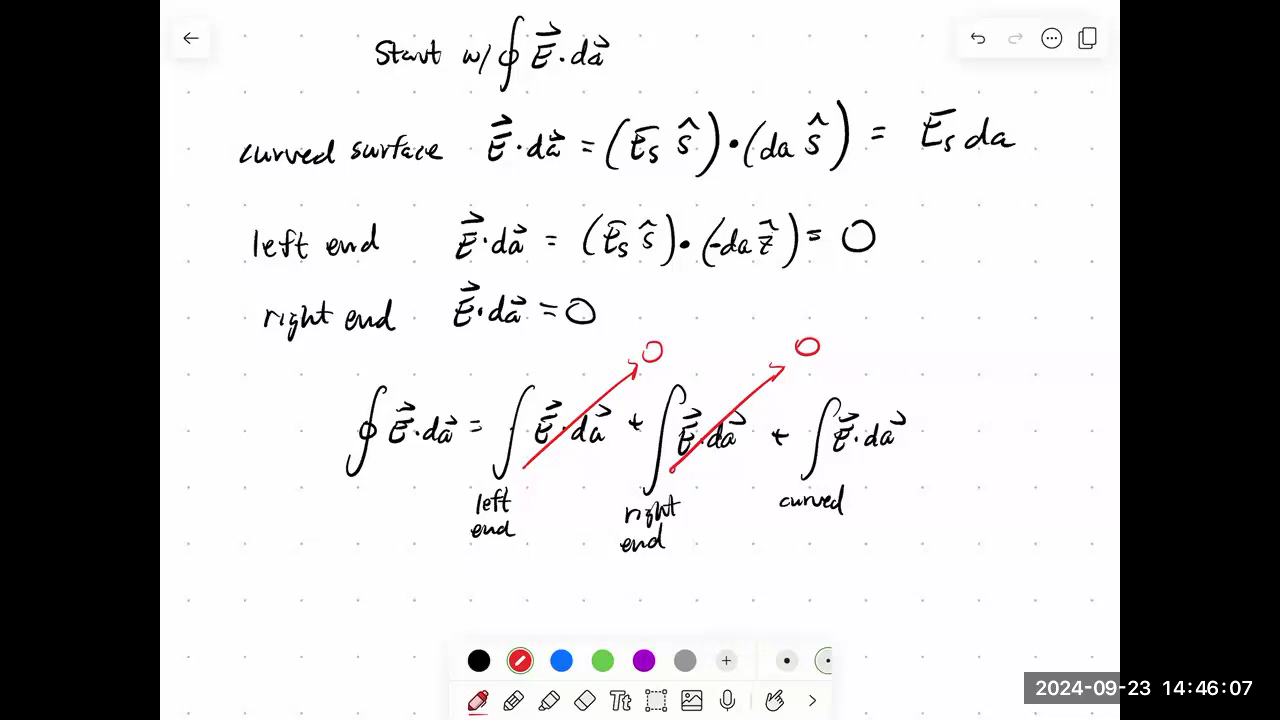 Start w/ ∮ E⃗·da⃗
curved surface E⃗·da⃗ = (E_s ŝ)·(da ŝ) = E_s da
left end E⃗·da⃗ = (E_s ŝ)·(-da ẑ) = 0
right end E⃗·da⃗ = 0
0 0
∮ E⃗·da⃗ = ∫ E⃗·da⃗ + ∫ E⃗·da⃗ + ∫ E⃗·da⃗
left end right end curved
Tt
2024-09-23 14:46:07